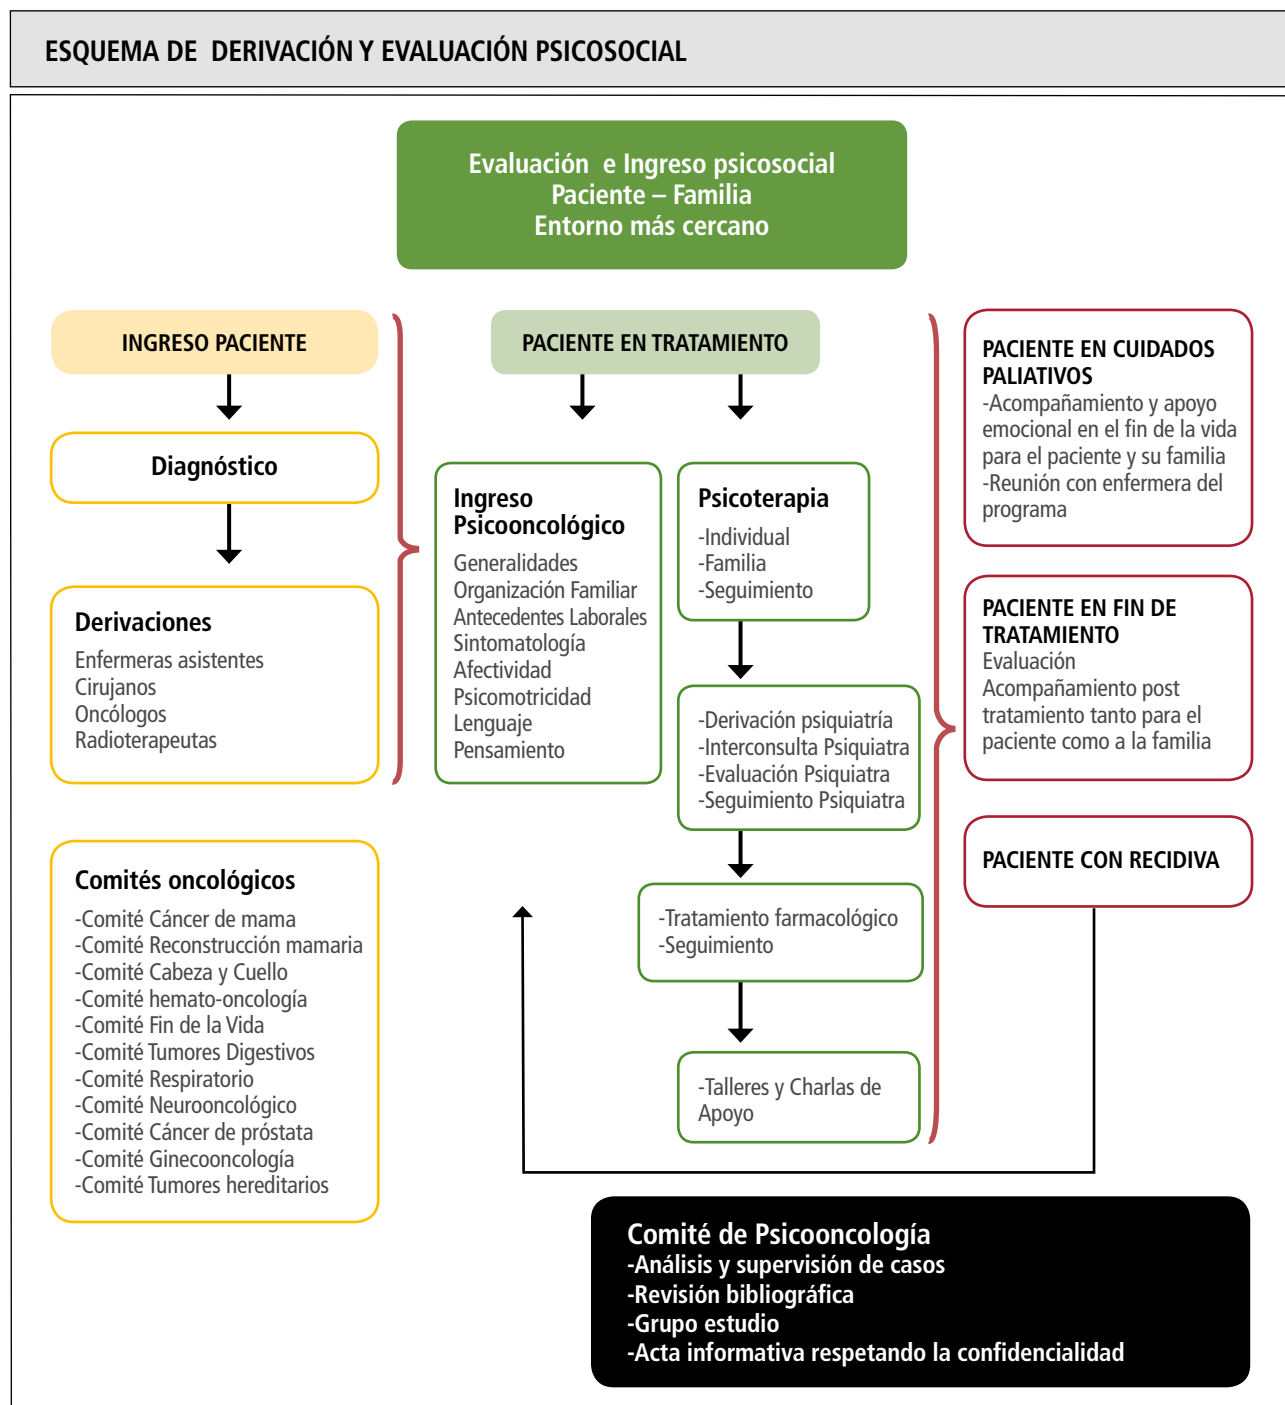 ESQUEMA DE DERIVACIÓN Y EVALUACIÓN PSICOSOCIAL
Evaluación e Ingreso psicosocial
Paciente – Familia
Entorno más cercano
INGRESO PACIENTE
Diagnóstico
Derivaciones
Enfermeras asistentes
Cirujanos
Oncólogos
Radioterapeutas
Comités oncológicos
-Comité Cáncer de mama
-Comité Reconstrucción mamaria
-Comité Cabeza y Cuello
-Comité hemato-oncología
-Comité Fin de la Vida
-Comité Tumores Digestivos
-Comité Respiratorio
-Comité Neurooncológico
-Comité Cáncer de próstata
-Comité Ginecooncología
-Comité Tumores hereditarios
PACIENTE EN TRATAMIENTO
Ingreso
Psicooncológico
Generalidades
Organización Familiar
Antecedentes Laborales
Sintomatología
Afectividad
Psicomotricidad
Lenguaje
Pensamiento
Psicoterapia
-Individual
-Familia
-Seguimiento
-Derivación psiquiatría
-Interconsulta Psiquiatra
-Evaluación Psiquiatra
-Seguimiento Psiquiatra
-Tratamiento farmacológico
-Seguimiento
-Talleres y Charlas de
Apoyo
PACIENTE EN CUIDADOS
PALIATIVOS
-Acompañamiento y apoyo
emocional en el fin de la vida
para el paciente y su familia
-Reunión con enfermera del
programa
PACIENTE EN FIN DE
TRATAMIENTO
Evaluación
Acompañamiento post
tratamiento tanto para el
paciente como a la familia
PACIENTE CON RECIDIVA
Comité de Psicooncología
-Análisis y supervisión de casos
-Revisión bibliográfica
-Grupo estudio
-Acta informativa respetando la confidencialidad